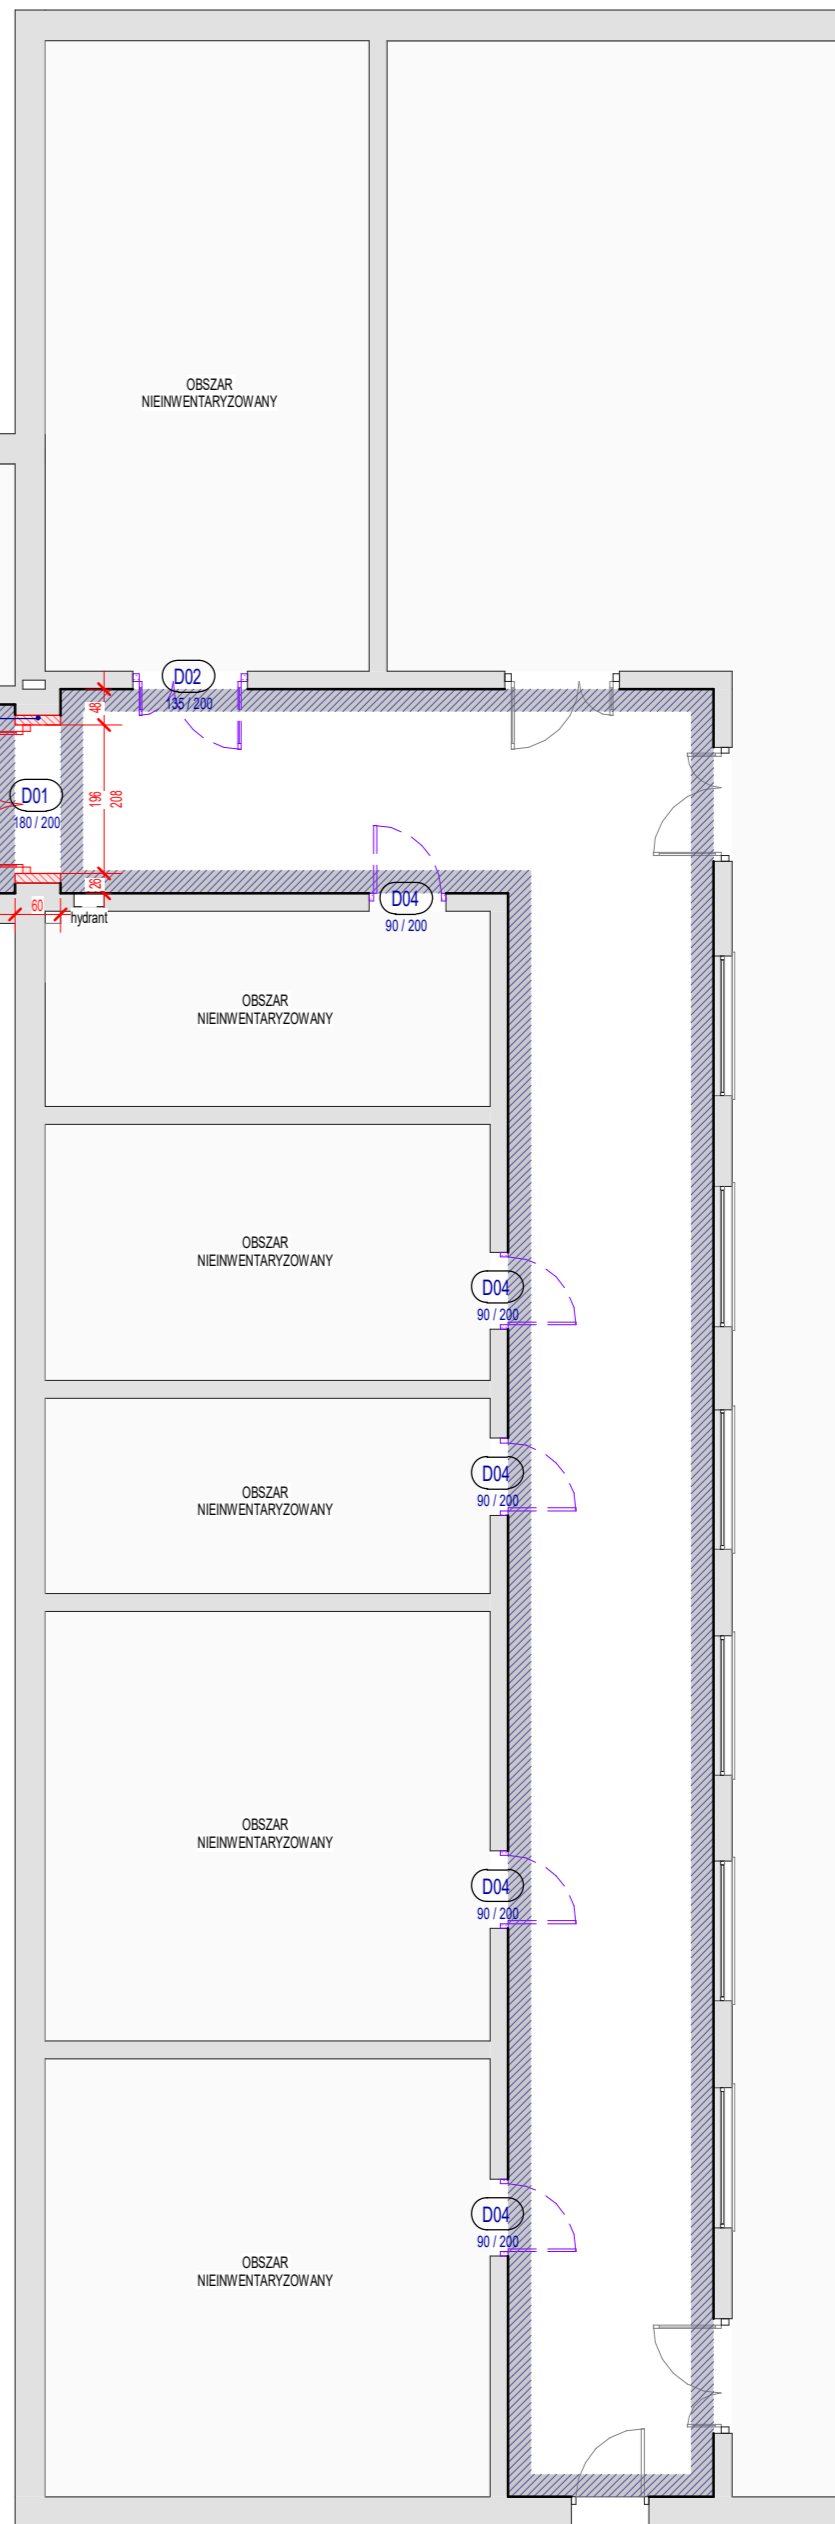 OBSZAR
NIEINWENTARYZOWANY
D02
135 / 200
48
196
208
D01
180 / 200
26
60
hydrant
D04
90 / 200
OBSZAR
NIEINWENTARYZOWANY
OBSZAR
NIEINWENTARYZOWANY
D04
90 / 200
D04
90 / 200
OBSZAR
NIEINWENTARYZOWANY
OBSZAR
NIEINWENTARYZOWANY
D04
90 / 200
D04
90 / 200
OBSZAR
NIEINWENTARYZOWANY